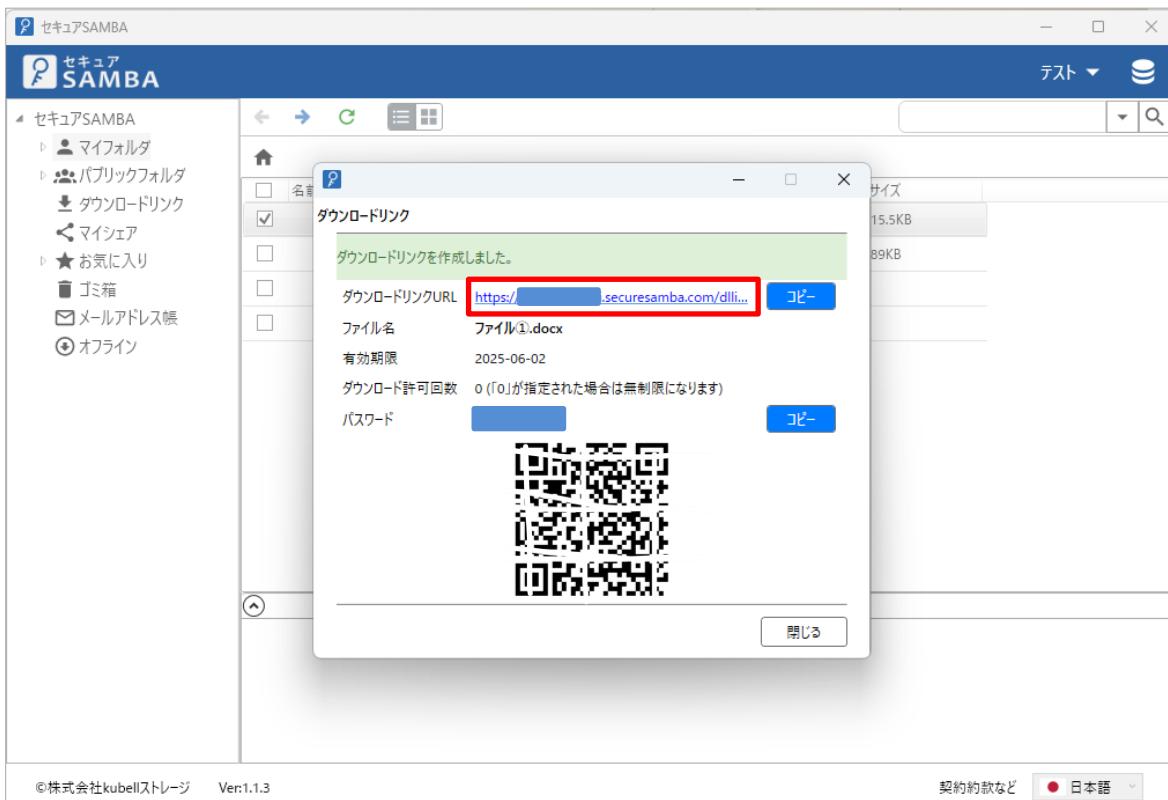 セキュアSAMBA
セキュア
SAMBA
テスト
セキュアSAMBA
マイフォルダ
パブリックフォルダ
ダウンロードリンク
マイシェア
お気に入り
ゴミ箱
メールアドレス帳
オフライン
名前
サイズ
15.5KB
89KB
ダウンロードリンク
ダウンロードリンクを作成しました。
ダウンロードリンクURL https:/ .securesamba.com/dlli... コピー
ファイル名 ファイル①.docx
有効期限 2025-06-02
ダウンロード許可回数 0 (「0」が指定された場合は無制限になります)
パスワード コピー
閉じる
©株式会社kubellストレージ Ver:1.1.3 契約約款など 日本語